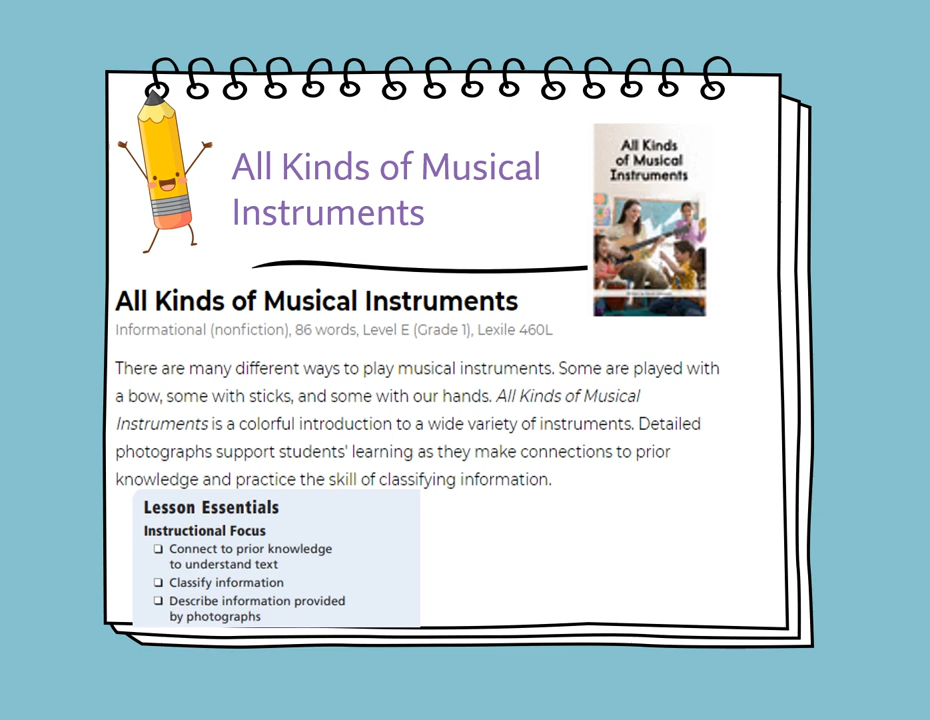 All Kinds of Musical
Instruments
All Kinds
of Musical
Instruments
All Kinds of Musical Instruments
Informational (nonfiction), 86 words, Level E (Grade 1), Lexile 460L
There are many different ways to play musical instruments. Some are played with
a bow, some with sticks, and some with our hands. All Kinds of Musical
Instruments is a colorful introduction to a wide variety of instruments. Detailed
photographs support students' learning as they make connections to prior
knowledge and practice the skill of classifying information.
Lesson Essentials
Instructional Focus
❑ Connect to prior knowledge
to understand text
❑ Classify information
❑ Describe information provided
by photographs